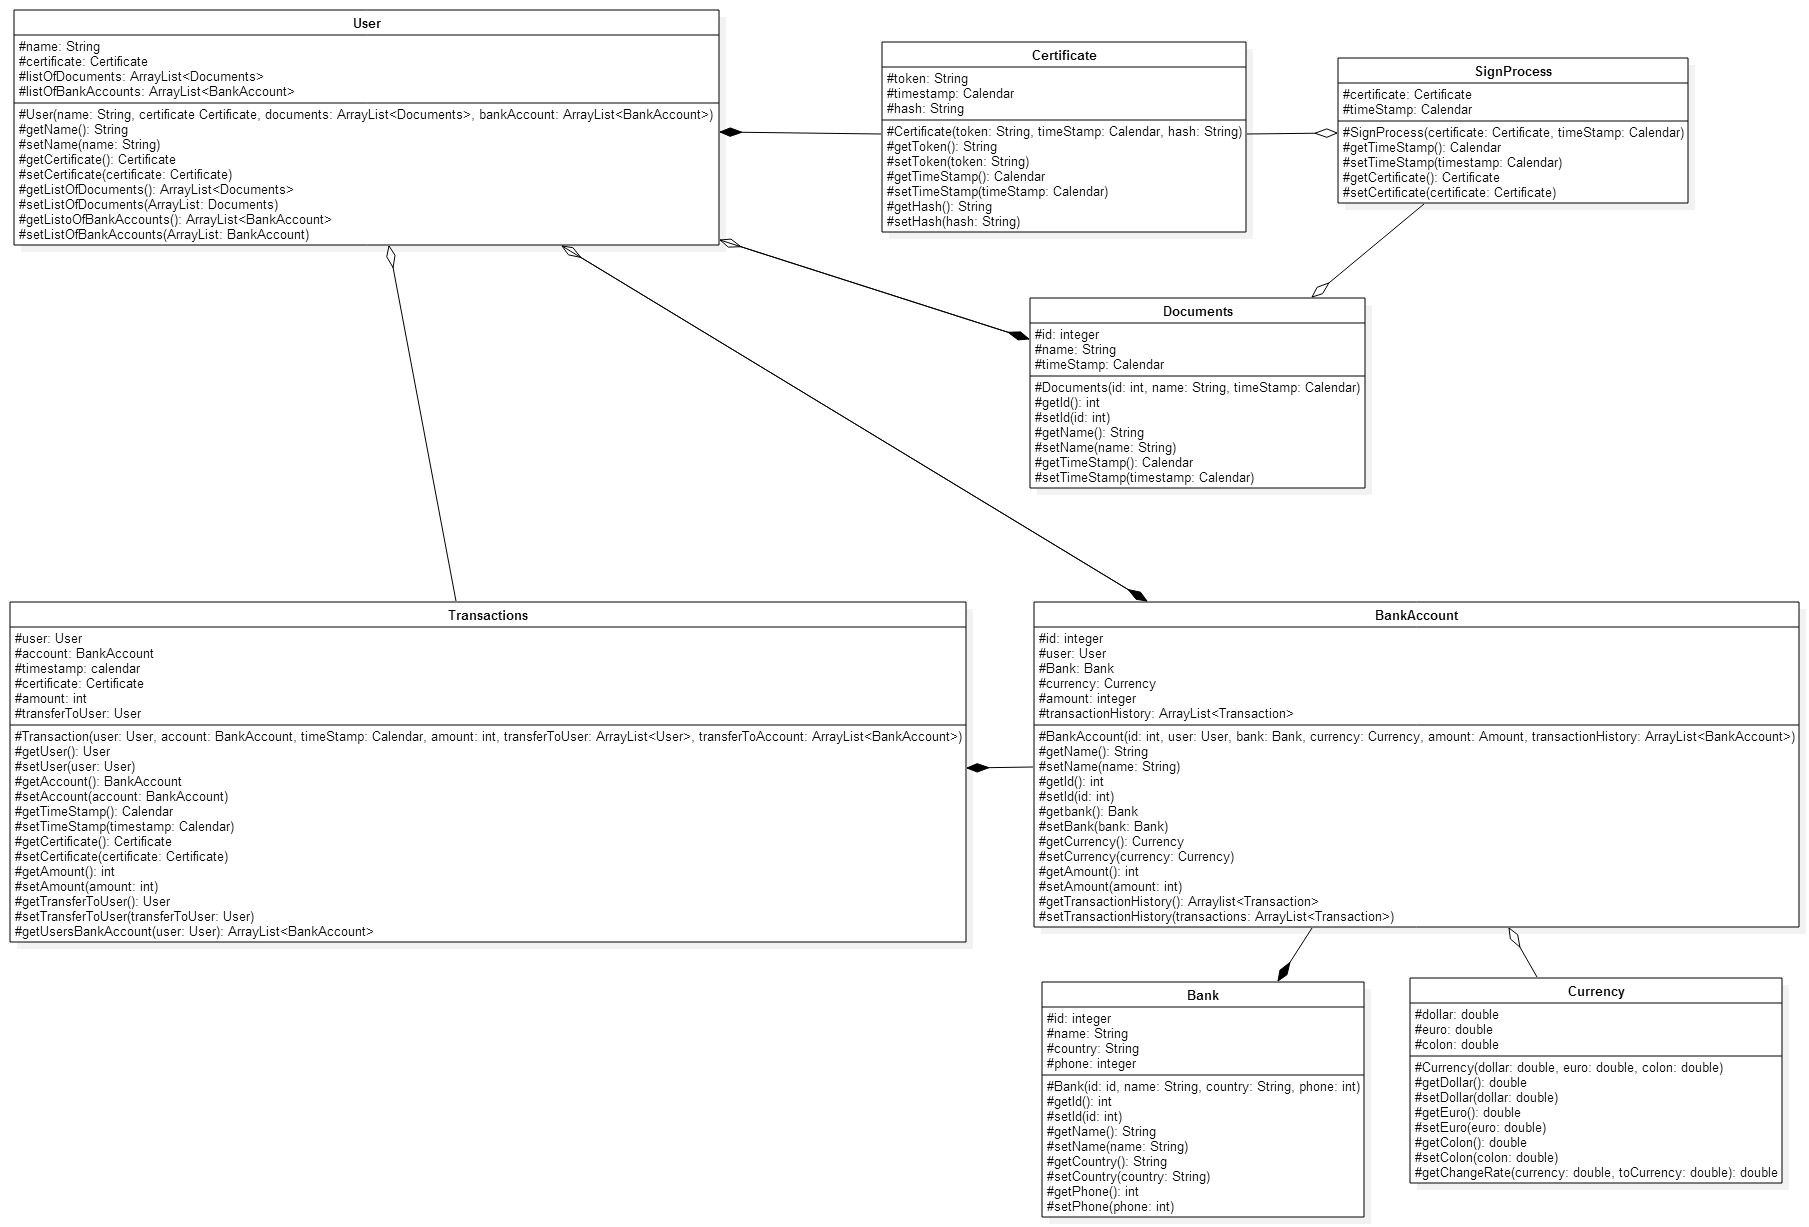 User
#name: String
#certificate: Certificate
#listOfDocuments: ArrayList<Documents>
#listOfBankAccounts: ArrayList<BankAccount>
#User(name: String, certificate Certificate, documents: ArrayList<Documents>, bankAccount: ArrayList<BankAccount>)
#getName(): String
#setName(name: String)
#getCertificate(): Certificate
#setCertificate(certificate: Certificate)
#getListOfDocuments(): ArrayList<Documents>
#setListOfDocuments(ArrayList: Documents)
#getListoOfBankAccounts(): ArrayList<BankAccount>
#setListOfBankAccounts(ArrayList: BankAccount)
Certificate
#token: String
#timestamp: Calendar
#hash: String
#Certificate(token: String, timeStamp: Calendar, hash: String)
#getToken(): String
#setToken(token: String)
#getTimeStamp(): Calendar
#setTimeStamp(timeStamp: Calendar)
#getHash(): String
#setHash(hash: String)
SignProcess
#certificate: Certificate
#timeStamp: Calendar
#SignProcess(certificate: Certificate, timeStamp: Calendar)
#getTimeStamp(): Calendar
#setTimeStamp(timestamp: Calendar)
#getCertificate(): Certificate
#setCertificate(certificate: Certificate)
Documents
#id: integer
#name: String
#timeStamp: Calendar
#Documents(id: int, name: String, timeStamp: Calendar)
#getId(): int
#setId(id: int)
#getName(): String
#setName(name: String)
#getTimeStamp(): Calendar
#setTimeStamp(timestamp: Calendar)
Transactions
#user: User
#account: BankAccount
#timestamp: calendar
#certificate: Certificate
#amount: int
#transferToUser: User
#Transaction(user: User, account: BankAccount, timeStamp: Calendar, amount: int, transferToUser: ArrayList<User>, transferToAccount: ArrayList<BankAccount>)
#getUser(): User
#setUser(user: User)
#getAccount(): BankAccount
#setAccount(account: BankAccount)
#getTimeStamp(): Calendar
#setTimeStamp(timestamp: Calendar)
#getCertificate(): Certificate
#setCertificate(certificate: Certificate)
#getAmount(): int
#setAmount(amount: int)
#getTransferToUser(): User
#setTransferToUser(transferToUser: User)
#getUsersBankAccount(user: User): ArrayList<BankAccount>
BankAccount
#id: integer
#user: User
#Bank: Bank
#currency: Currency
#amount: integer
#transactionHistory: ArrayList<Transaction>
#BankAccount(id: int, user: User, bank: Bank, currency: Currency, amount: Amount, transactionHistory: ArrayList<BankAccount>)
#getName(): String
#setName(name: String)
#getId(): int
#setId(id: int)
#getbank(): Bank
#setBank(bank: Bank)
#getCurrency(): Currency
#setCurrency(currency: Currency)
#getAmount(): int
#setAmount(amount: int)
#getTransactionHistory(): Arraylist<Transaction>
#setTransactionHistory(transactions: ArrayList<Transaction>)
Bank
#id: integer
#name: String
#country: String
#phone: integer
#Bank(id: id, name: String, country: String, phone: int)
#getId(): int
#setId(id: int)
#getName(): String
#setName(name: String)
#getCountry(): String
#setCountry(country: String)
#getPhone(): int
#setPhone(phone: int)
Currency
#dollar: double
#euro: double
#colon: double
#Currency(dollar: double, euro: double, colon: double)
#getDollar(): double
#setDollar(dollar: double)
#getEuro(): double
#setEuro(euro: double)
#getColon(): double
#setColon(colon: double)
#getChangeRate(currency: double, toCurrency: double): double